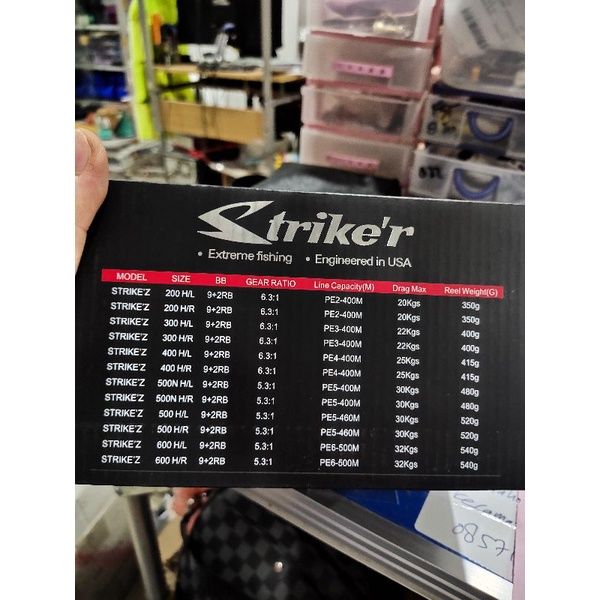 Strike'r
• Extreme fishing • Engineered in USA
MODEL SIZE BB GEAR RATIO Line Capacity(M) Drag Max Reel Weight(G)
STRIKE'Z 200 H/L 9+2RB 6.3:1 PE2-400M 20Kgs 350g
STRIKE'Z 200 H/R 9+2RB 6.3:1 PE2-400M 20Kgs 350g
STRIKE'Z 300 H/L 9+2RB 6.3:1 PE3-400M 22Kgs 400g
STRIKE'Z 300 H/R 9+2RB 6.3:1 PE3-400M 22Kgs 400g
STRIKE'Z 400 H/L 9+2RB 6.3:1 PE4-400M 25Kgs 415g
STRIKE'Z 400 H/R 9+2RB 6.3:1 PE4-400M 25Kgs 415g
STRIKE'Z 500N H/L 9+2RB 5.3:1 PE5-400M 30Kgs 480g
STRIKE'Z 500N H/R 9+2RB 5.3:1 PE5-400M 30Kgs 480g
STRIKE'Z 500 H/L 9+2RB 5.3:1 PE5-460M 30Kgs 520g
STRIKE'Z 500 H/R 9+2RB 5.3:1 PE5-460M 30Kgs 520g
STRIKE'Z 600 H/L 9+2RB 5.3:1 PE6-500M 32Kgs 540g
STRIKE'Z 600 H/R 9+2RB 5.3:1 PE6-500M 32Kgs 540g
0857